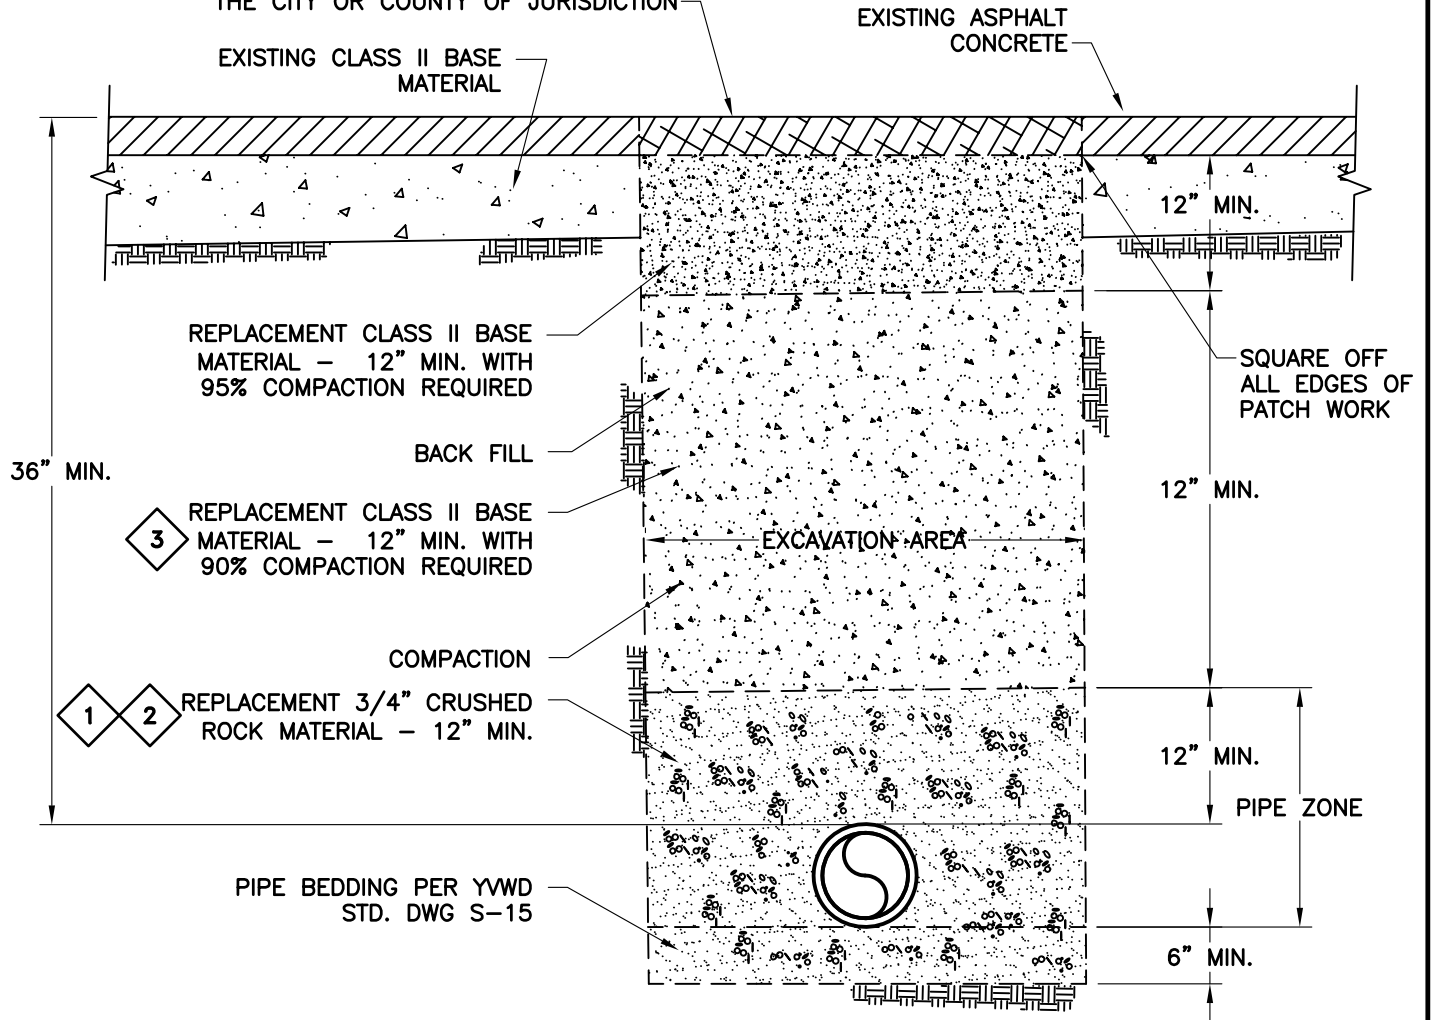 THE CITY OR COUNTY OF JURISDICTION
EXISTING ASPHALT
CONCRETE
EXISTING CLASS II BASE
MATERIAL
12” MIN.
REPLACEMENT CLASS II BASE
MATERIAL – 12” MIN. WITH
95% COMPACTION REQUIRED
SQUARE OFF
ALL EDGES OF
PATCH WORK
BACK FILL
36” MIN.
12” MIN.
3
REPLACEMENT CLASS II BASE
MATERIAL – 12” MIN. WITH
90% COMPACTION REQUIRED
EXCAVATION AREA
COMPACTION
1 2
REPLACEMENT 3/4” CRUSHED
ROCK MATERIAL – 12” MIN.
12” MIN.
PIPE ZONE
PIPE BEDDING PER YVWD
STD. DWG S–15
6” MIN.